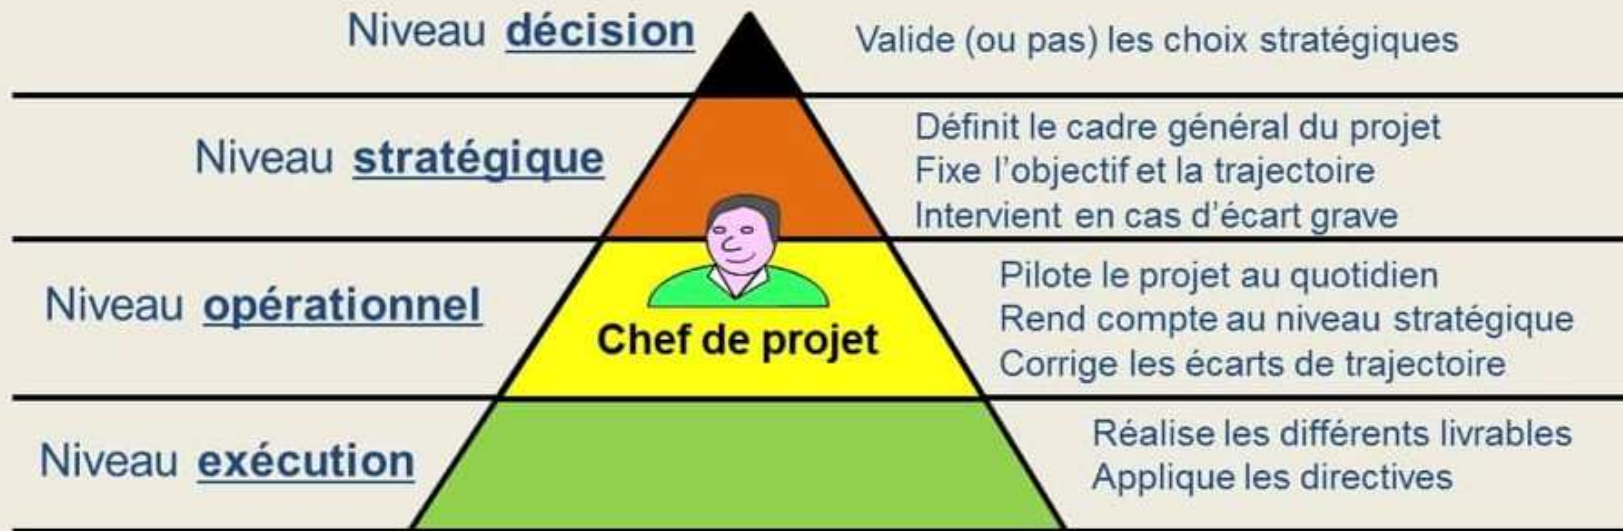 Niveau décision
Valide (ou pas) les choix stratégiques
Niveau stratégique
Définit le cadre général du projet
Fixe l'objectif et la trajectoire
Intervient en cas d'écart grave
Niveau opérationnel
Chef de projet
Pilote le projet au quotidien
Rend compte au niveau stratégique
Corrige les écarts de trajectoire
Niveau exécution
Réalise les différents livrables
Applique les directives